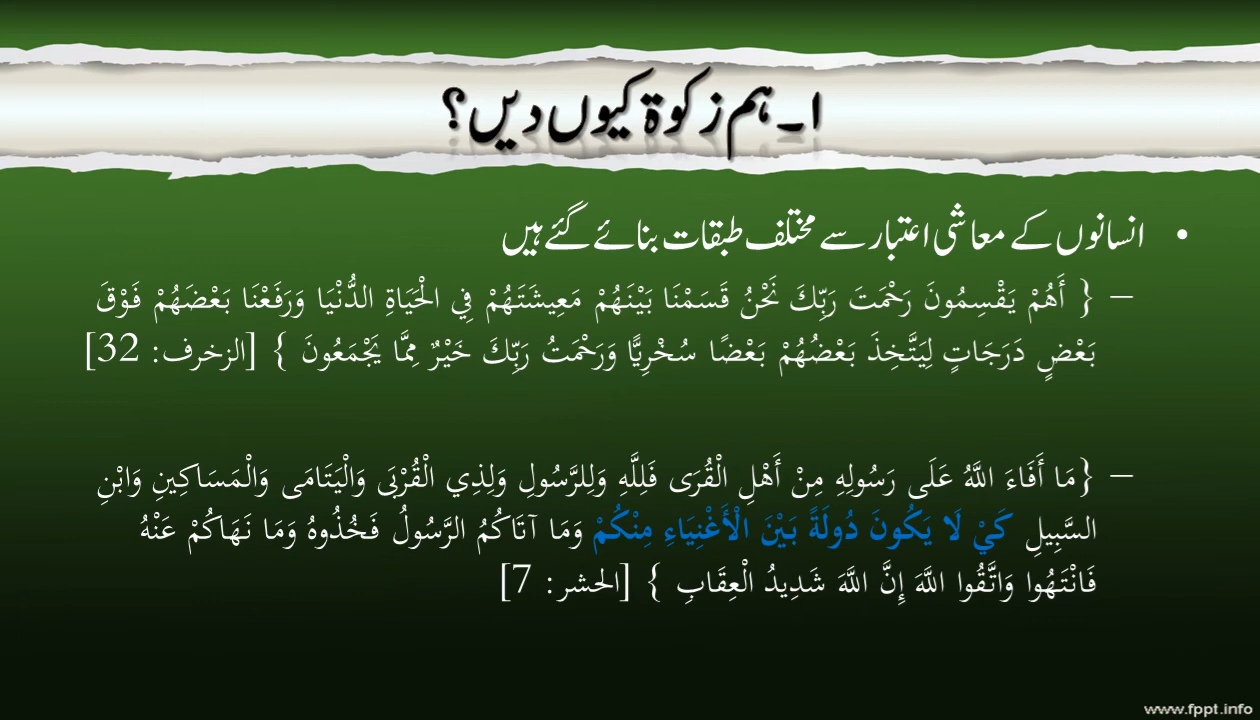 ۱۔ ہم زکوۃ کیوں دیں؟
• انسانوں کے معاشی اعتبار سے مختلف طبقات بنائے گئے ہیں
– { أَهُمْ يَقْسِمُونَ رَحْمَتَ رَبِّكَ نَحْنُ قَسَمْنَا بَيْنَهُمْ مَعِيشَتَهُمْ فِي الْحَيَاةِ الدُّنْيَا وَرَفَعْنَا بَعْضَهُمْ فَوْقَ
بَعْضٍ دَرَجَاتٍ لِيَتَّخِذَ بَعْضُهُمْ بَعْضًا سُخْرِيًّا وَرَحْمَتُ رَبِّكَ خَيْرٌ مِمَّا يَجْمَعُونَ } [الزخرف: 32]
– {مَا أَفَاءَ اللَّهُ عَلَى رَسُولِهِ مِنْ أَهْلِ الْقُرَى فَلِلَّهِ وَلِلرَّسُولِ وَلِذِي الْقُرْبَى وَالْيَتَامَى وَالْمَسَاكِينِ وَابْنِ
السَّبِيلِ كَيْ لَا يَكُونَ دُولَةً بَيْنَ الْأَغْنِيَاءِ مِنْكُمْ وَمَا آتَاكُمُ الرَّسُولُ فَخُذُوهُ وَمَا نَهَاكُمْ عَنْهُ
فَانْتَهُوا وَاتَّقُوا اللَّهَ إِنَّ اللَّهَ شَدِيدُ الْعِقَابِ } [الحشر: 7]
www.fppt.info